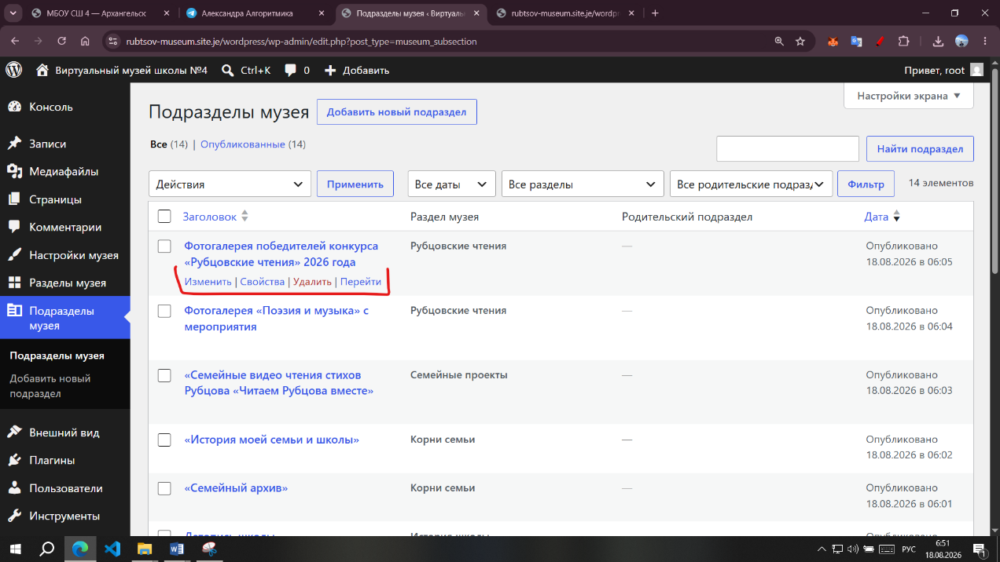 МБОУ СШ 4 — Архангельск
Александра Алгоритмика
Подразделы музея ‹ Виртуаль
rubtsov-museum.site.je/wordpr
rubtsov-museum.site.je/wordpress/wp-admin/edit.php?post_type=museum_subsection
Виртуальный музей школы №4
Ctrl+K
0
Добавить
Привет, root
Консоль
Записи
Медиафайлы
Страницы
Комментарии
Настройки музея
Разделы музея
Подразделы
музея
Подразделы музея
Добавить новый
подраздел
Внешний вид
Плагины
Пользователи
Инструменты
Настройки экрана
Подразделы музея
Добавить новый подраздел
Все (14) | Опубликованные (14)
Найти подраздел
Действия
Применить
Все даты
Все разделы
Все родительские подразд
Фильтр
14 элементов
Заголовок
Раздел музея
Родительский подраздел
Дата
Фотогалерея победителей конкурса
«Рубцовские чтения» 2026 года
Изменить | Свойства | Удалить | Перейти
Рубцовские чтения
—
Опубликовано
18.08.2026 в 06:05
Фотогалерея «Поэзия и музыка» с
мероприятия
Рубцовские чтения
—
Опубликовано
18.08.2026 в 06:04
«Семейные видео чтения стихов
Рубцова «Читаем Рубцова вместе»
Семейные проекты
—
Опубликовано
18.08.2026 в 06:03
«История моей семьи и школы»
Корни семьи
—
Опубликовано
18.08.2026 в 06:02
«Семейный архив»
Корни семьи
—
Опубликовано
18.08.2026 в 06:01
Летопись школы
История школы
Опубликовано
РУС
6:51
18.08.2026
1